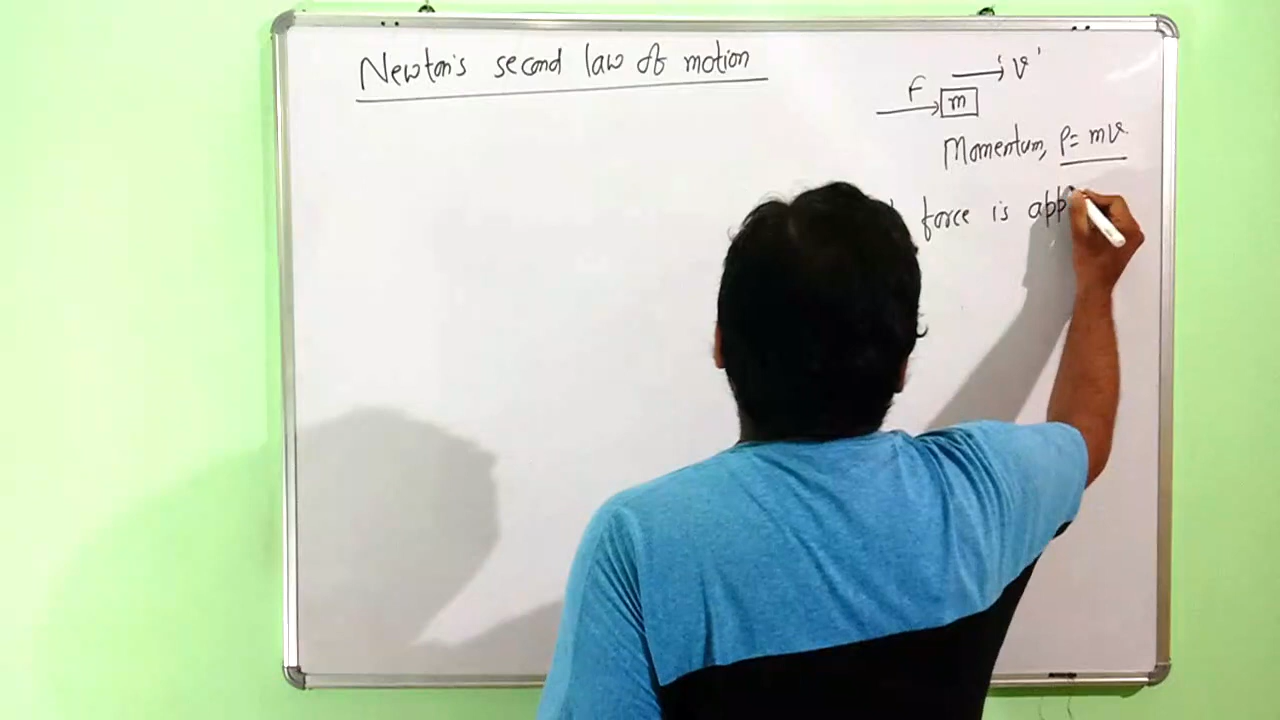 Newton's second law of motion
' v '
F
m
Momentum, p = mv.
force is app